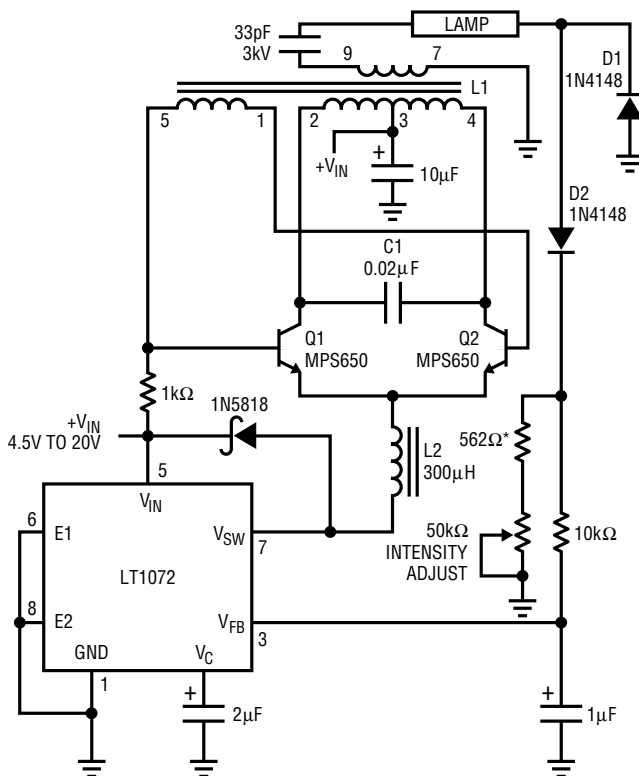 33pF
3kV
LAMP
D1
1N4148
9
7
L1
5
1
2
3
4
+VIN
+
10µF
D2
1N4148
C1
0.02µF
Q1
MPS650
Q2
MPS650
1kΩ
1N5818
+VIN
4.5V TO 20V
L2
300µH
562Ω*
5
VIN
6
E1
VSW
7
50kΩ
INTENSITY
ADJUST
10kΩ
LT1072
8
E2
VFB
3
GND
VC
1
+
2µF
+
1µF